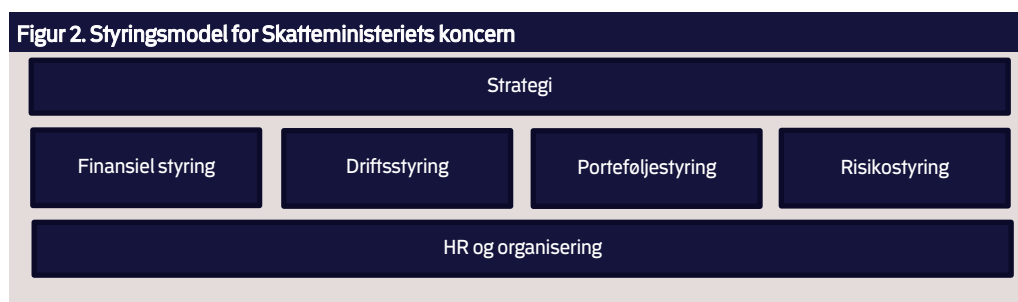 Figur 2. Styringsmodel for Skatteministeriets koncern
Strategi
Finansiel styring
Driftsstyring
Porteføljestyring
Risikostyring
HR og organisering